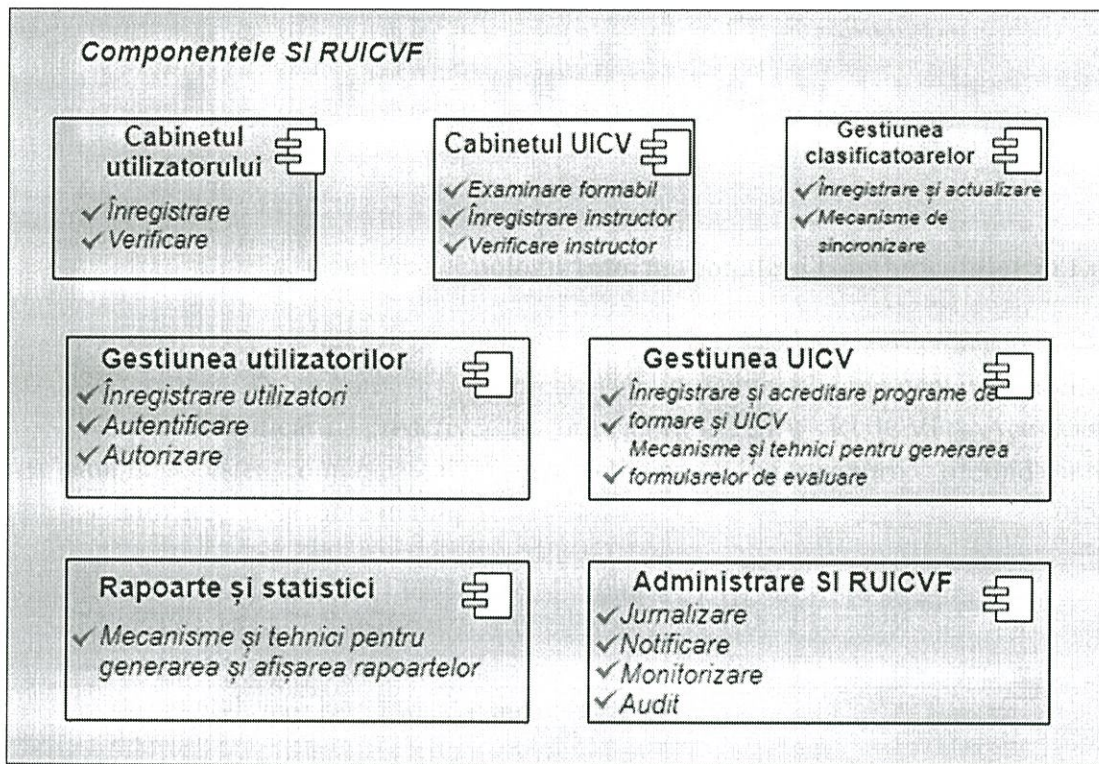 Componentele SI RUICVF
Cabinetul
utilizatorului
✓ Înregistrare
✓ Verificare
Cabinetul UICV
✓ Examinare formabil
✓ Înregistrare instructor
✓ Verificare instructor
Gestiunea
clasificatoarelor
✓ Înregistrare și actualizare
✓ Mecanisme de
sincronizare
Gestiunea utilizatorilor
✓ Înregistrare utilizatori
✓ Autentificare
✓ Autorizare
Gestiunea UICV
✓ Înregistrare și acreditare programe de
✓ formare și UICV
Mecanisme și tehnici pentru generarea
✓ formularelor de evaluare
Rapoarte și statistici
✓ Mecanisme și tehnici pentru
generarea și afișarea rapoartelor
Administrare SI RUICVF
✓ Jurnalizare
✓ Notificare
✓ Monitorizare
✓ Audit